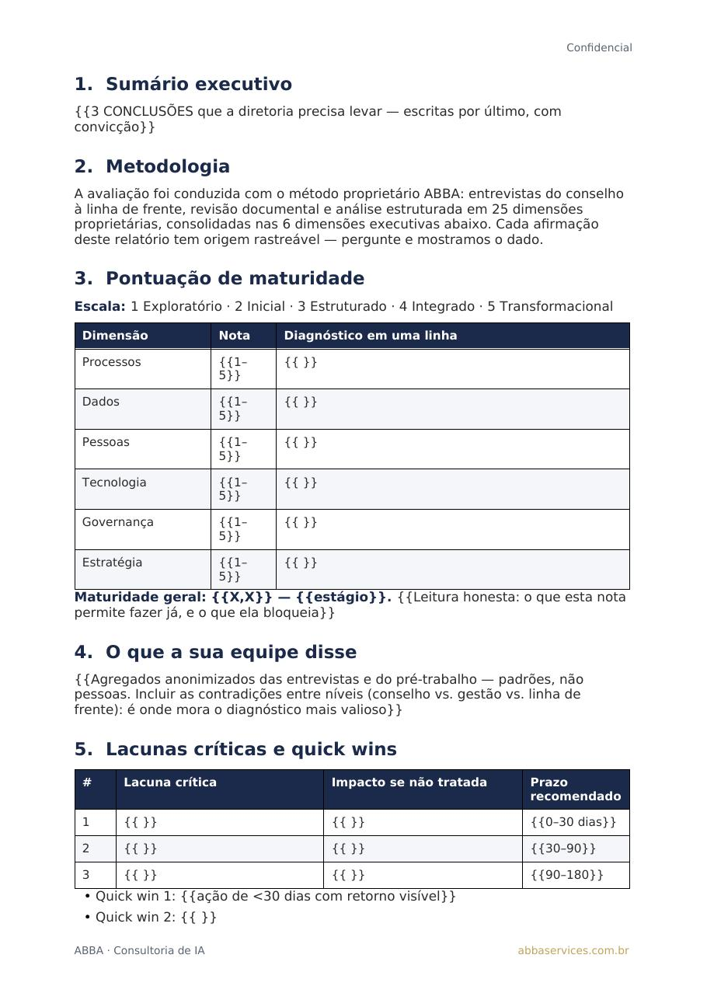 Confidencial
1. Sumário executivo
{{3 CONCLUSÕES que a diretoria precisa levar — escritas por último, com
convicção}}
2. Metodologia
A avaliação foi conduzida com o método proprietário ABBA: entrevistas do conselho
à linha de frente, revisão documental e análise estruturada em 25 dimensões
proprietárias, consolidadas nas 6 dimensões executivas abaixo. Cada afirmação
deste relatório tem origem rastreável — pergunte e mostramos o dado.
3. Pontuação de maturidade
Escala: 1 Exploratório · 2 Inicial · 3 Estruturado · 4 Integrado · 5 Transformacional
Dimensão Nota Diagnóstico em uma linha
Processos {{1– {{ }}
5}}
Dados {{1– {{ }}
5}}
Pessoas {{1– {{ }}
5}}
Tecnologia {{1– {{ }}
5}}
Governança {{1– {{ }}
5}}
Estratégia {{1– {{ }}
5}}
Maturidade geral: {{X,X}} — {{estágio}}. {{Leitura honesta: o que esta nota
permite fazer já, e o que ela bloqueia}}
4. O que a sua equipe disse
{{Agregados anonimizados das entrevistas e do pré-trabalho — padrões, não
pessoas. Incluir as contradições entre níveis (conselho vs. gestão vs. linha de
frente): é onde mora o diagnóstico mais valioso}}
5. Lacunas críticas e quick wins
# Lacuna crítica Impacto se não tratada Prazo
recomendado
1 {{ }} {{ }} {{0–30 dias}}
2 {{ }} {{ }} {{30–90}}
3 {{ }} {{ }} {{90–180}}
• Quick win 1: {{ação de <30 dias com retorno visível}}
• Quick win 2: {{ }}
ABBA · Consultoria de IA abbaservices.com.br